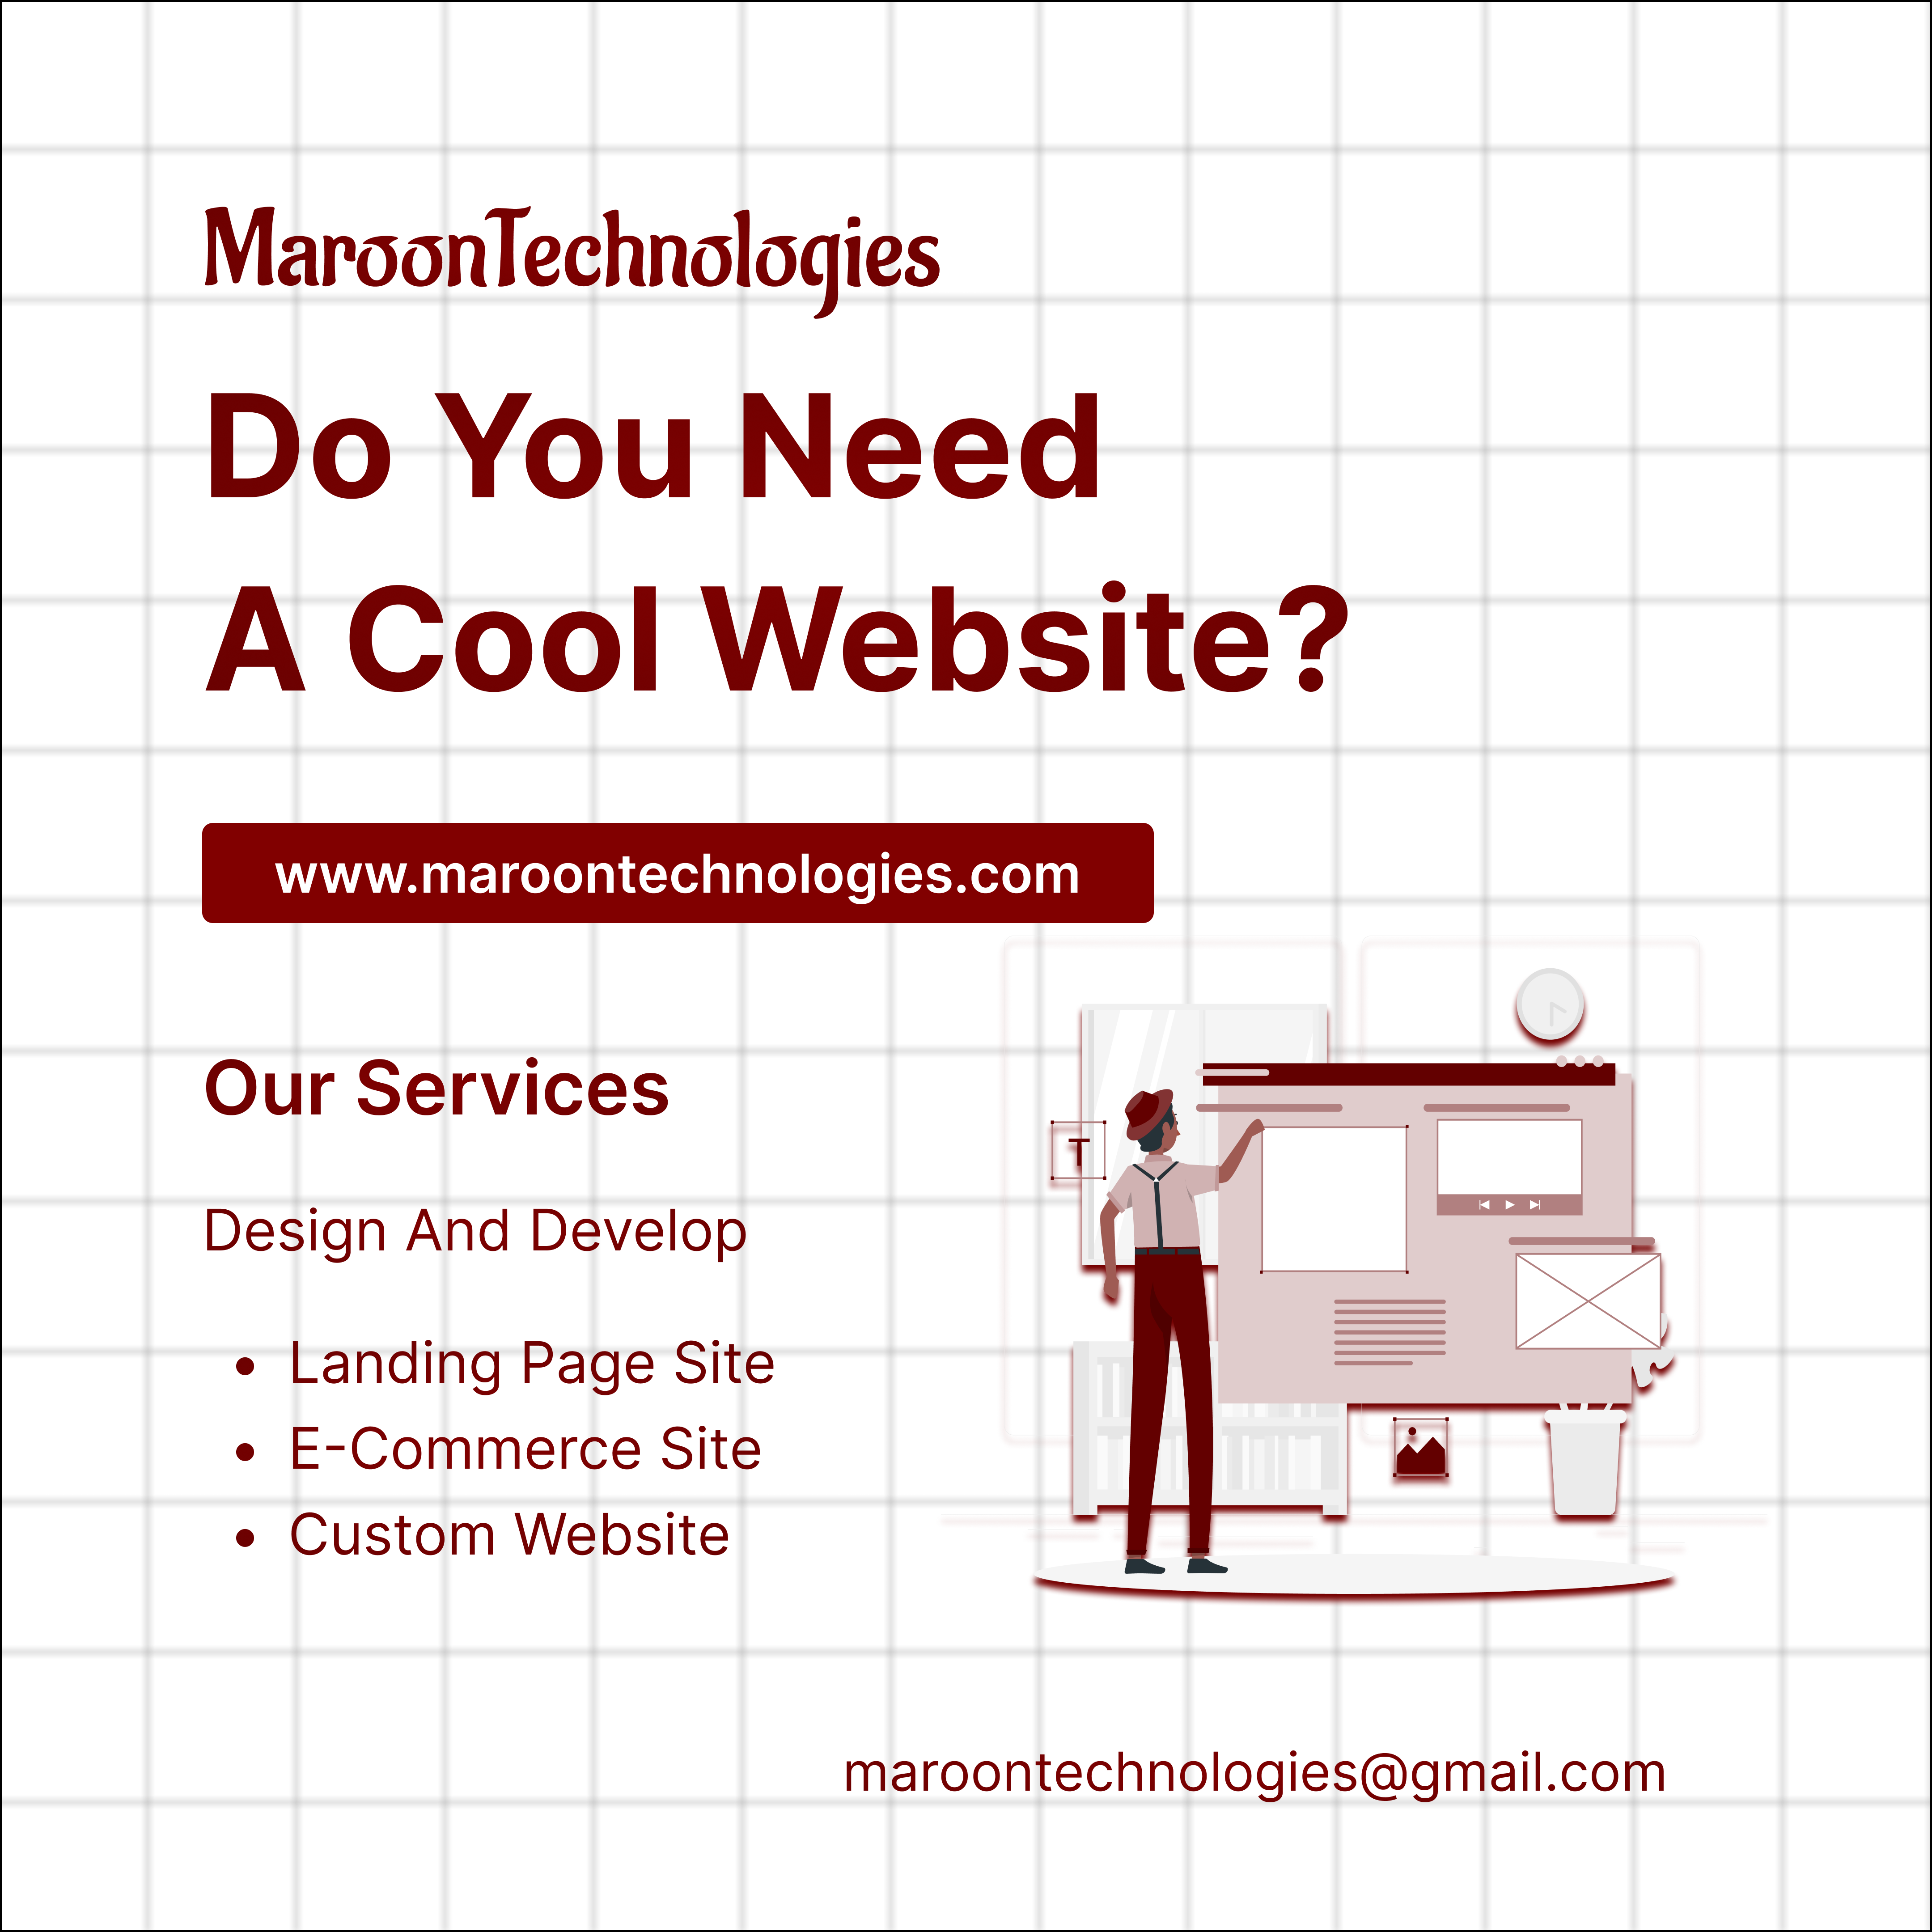 MaroonTechnologies
Do You Need
A Cool Website?
www.maroontechnologies.com
Our Services
Design And Develop
• Landing Page Site
• E-Commerce Site
• Custom Website
T
maroontechnologies@gmail.com